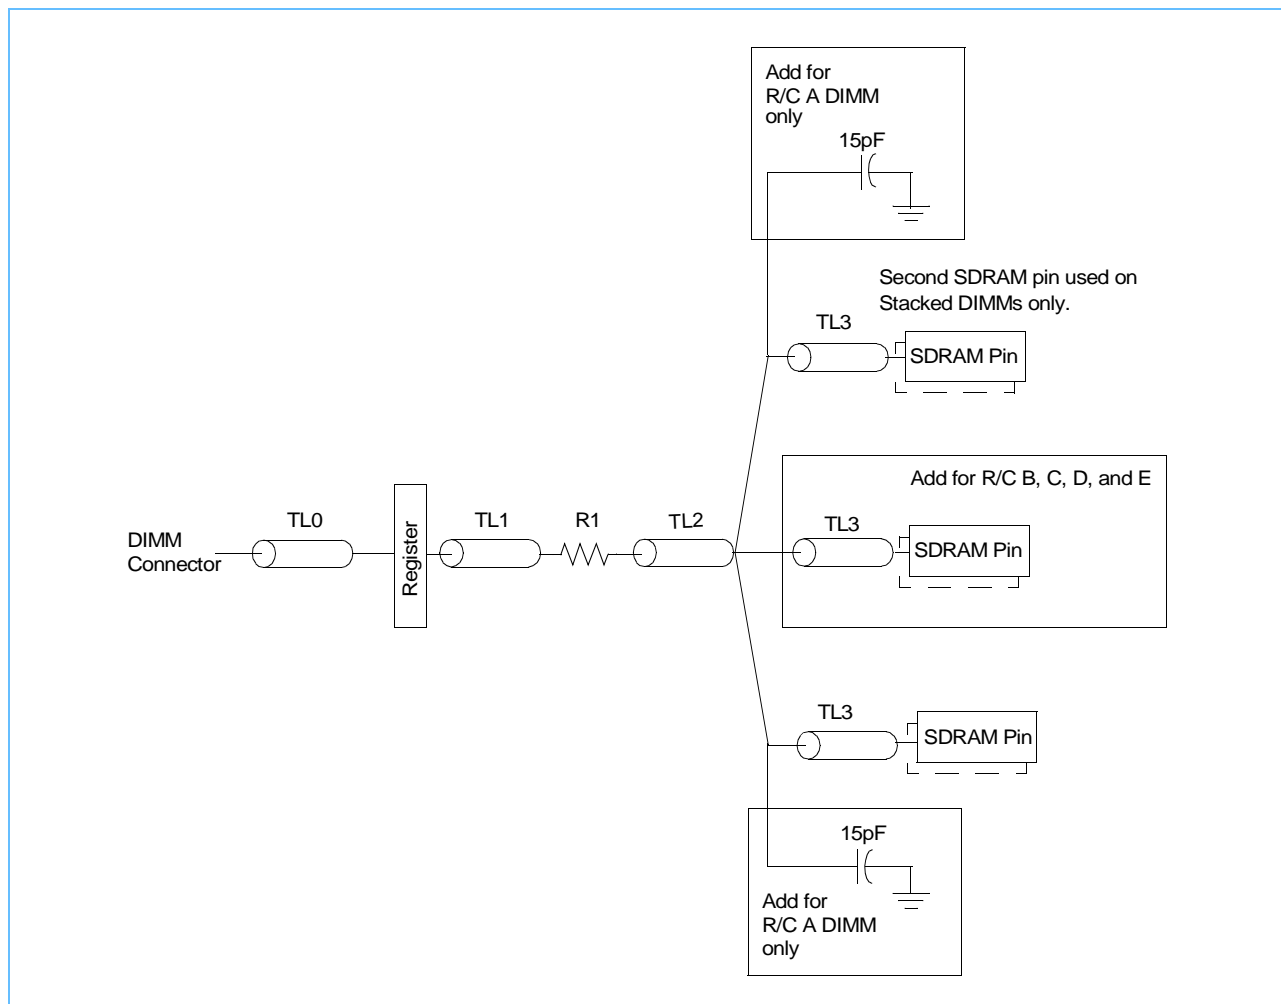 Add for
R/C A DIMM
only
15pF
Second SDRAM pin used on
Stacked DIMMs only.
TL3
SDRAM Pin
Add for R/C B, C, D, and E
DIMM
Connector
TL0
Register
TL1
R1
TL2
TL3
SDRAM Pin
TL3
SDRAM Pin
15pF
Add for
R/C A DIMM
only